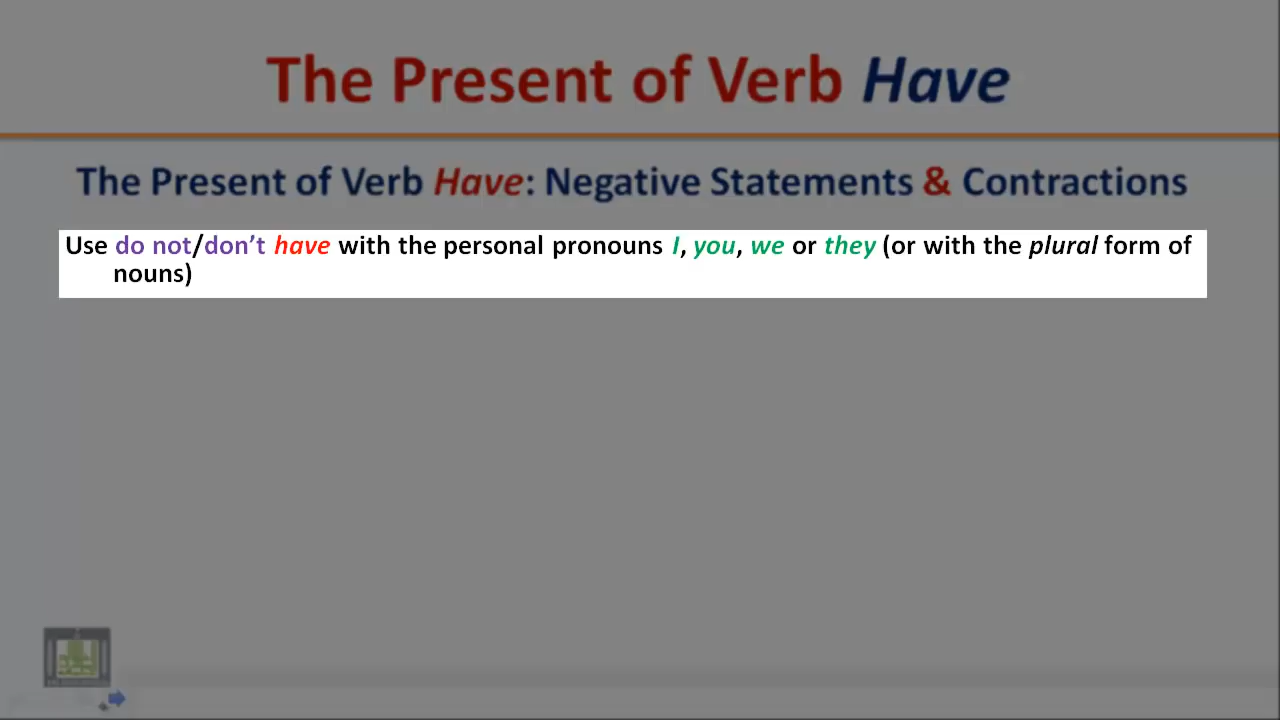 The Present of Verb Have
The Present of Verb Have: Negative Statements & Contractions
Use do not/don't have with the personal pronouns I, you, we or they (or with the plural form of
nouns)